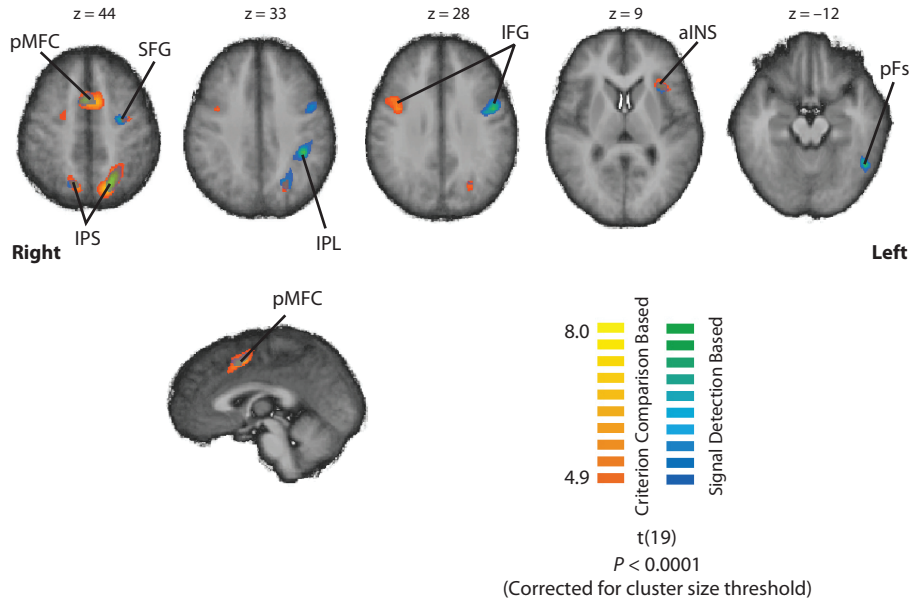 z = 44
z = 33
z = 28
z = 9
z = –12
pMFC
SFG
IFG
aINS
pFs
IPS
IPL
Right
Left
pMFC
8.0
4.9
Criterion Comparison Based
Signal Detection Based
t(19)
P < 0.0001
(Corrected for cluster size threshold)